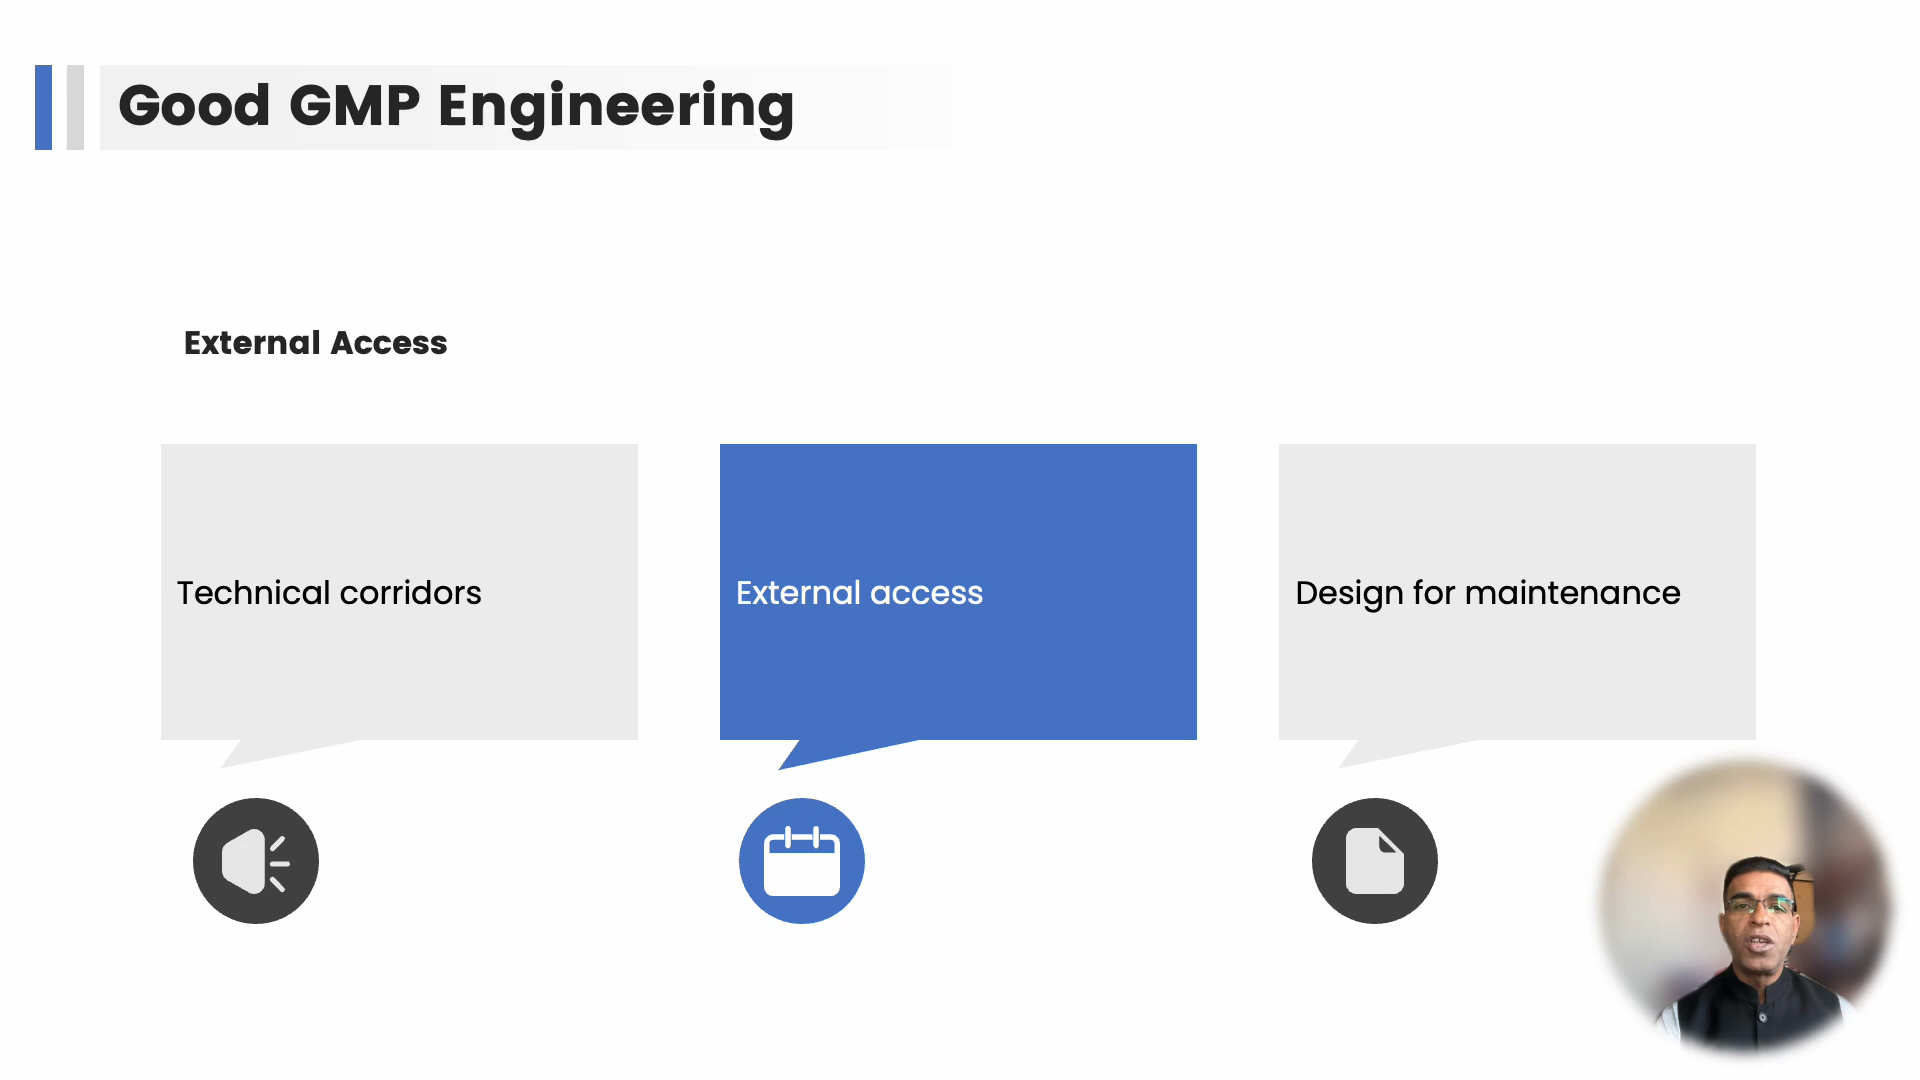 Good GMP Engineering
External Access
Technical corridors
External access
Design for maintenance